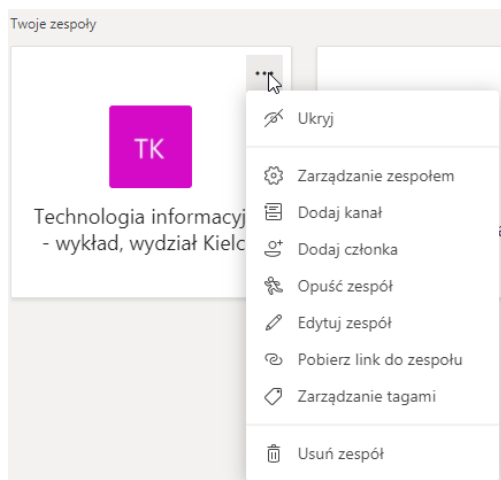 Twoje zespoły
TK
Technologia informacyj
- wykład, wydział Kielc
Ukryj
Zarządzanie zespołem
Dodaj kanał
Dodaj członka
Opuść zespół
Edytuj zespół
Pobierz link do zespołu
Zarządzanie tagami
Usuń zespół